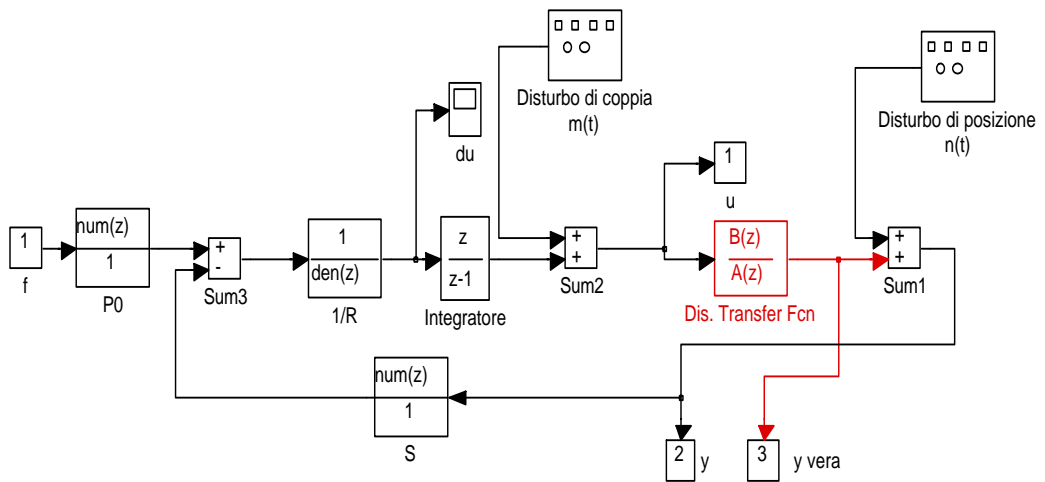 Disturbo di coppia
m(t)
Disturbo di posizione
n(t)
du
1
u
1
f
num(z)
1
P0
+
-
Sum3
1
den(z)
1/R
z
z-1
Integratore
+
+
Sum2
B(z)
A(z)
Dis. Transfer Fcn
+
+
Sum1
num(z)
1
S
2
y
3
y vera